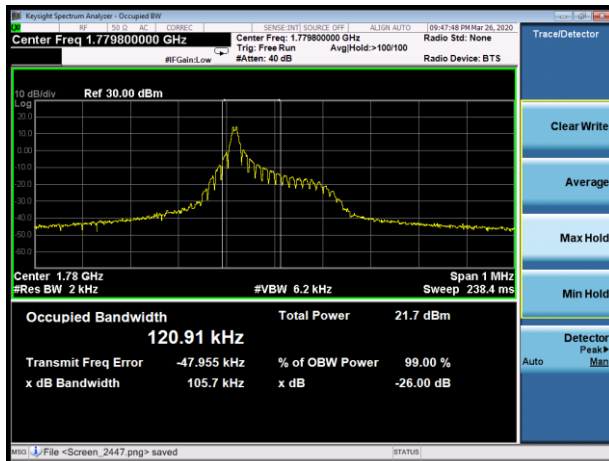 Keysight Spectrum Analyzer - Occupied BW
RF 50 Ω AC CORREC SENSE:INT SOURCE OFF ALIGN AUTO 09:47:48 PM Mar 26, 2020
Center Freq 1.779800000 GHz Center Freq: 1.779800000 GHz Radio Std: None
Trig: Free Run Avg|Hold:>100/100
#IFGain:Low #Atten: 40 dB Radio Device: BTS
Trace/Detector
10 dB/div Ref 30.00 dBm
Log
20.0
10.0
0.00
-10.0
-20.0
-30.0
-40.0
-50.0
-60.0
Center 1.78 GHz Span 1 MHz
#Res BW 2 kHz #VBW 6.2 kHz Sweep 238.4 ms
Occupied Bandwidth Total Power 21.7 dBm
120.91 kHz
Transmit Freq Error -47.955 kHz % of OBW Power 99.00 %
x dB Bandwidth 105.7 kHz x dB -26.00 dB
Clear Write
Average
Max Hold
Min Hold
Detector
Peak▶
Auto Man
MSG File <Screen_2447.png> saved STATUS